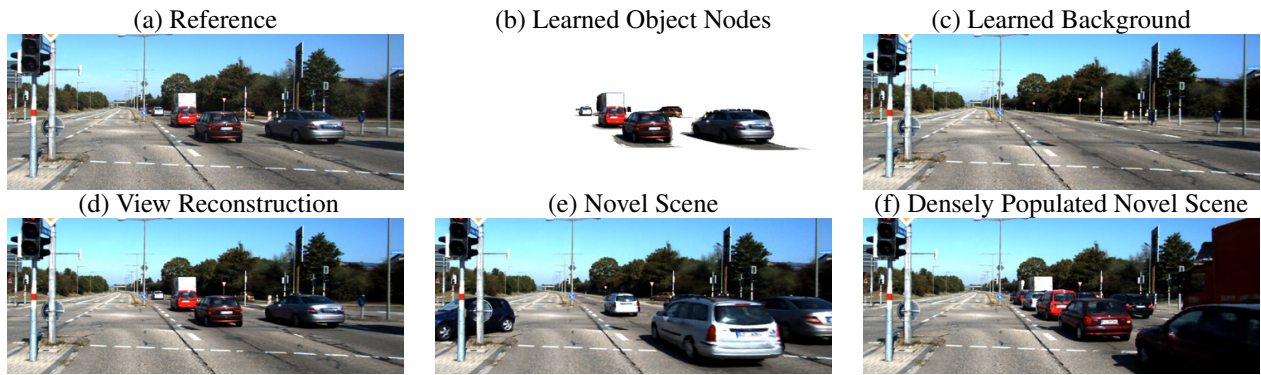 (a) Reference
(b) Learned Object Nodes
(c) Learned Background
(d) View Reconstruction
(e) Novel Scene
(f) Densely Populated Novel Scene